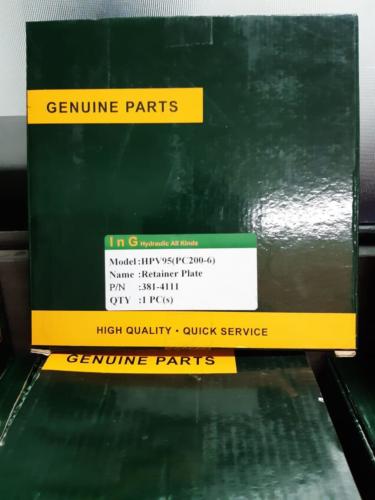 GENUINE PARTS
InG Hydraulic All Kinds
Model :HPV95(PC200-6)
Name :Retainer Plate
P/N :381-4111
QTY :1 PC(s)
HIGH QUALITY • QUICK SERVICE
GENUINE PARTS